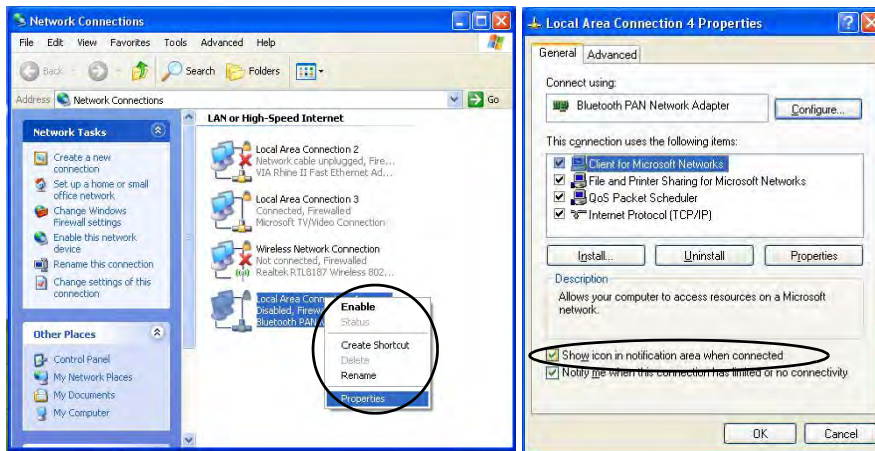 Network Connections
File Edit View Favorites Tools Advanced Help
Back Search Folders
Address Network Connections Go
Network Tasks
Create a new
connection
Set up a home or small
office network
Change Windows
Firewall settings
Enable this network
device
Rename this connection
Change settings of this
connection
Other Places
Control Panel
My Network Places
My Documents
My Computer
LAN or High-Speed Internet
Local Area Connection 2
Network cable unplugged, Fire...
VIA Rhine II Fast Ethernet Ad...
Local Area Connection 3
Connected, Firewalled
Microsoft TV/Video Connection
Wireless Network Connection
Not connected, Firewalled
Realtek RTL8187 Wireless 802...
Local Area Conn
Disabled, Firew
Bluetooth PAN
Enable
Status
Create Shortcut
Delete
Rename
Properties
Local Area Connection 4 Properties
General Advanced
Connect using:
Bluetooth PAN Network Adapter Configure...
This connection uses the following items:
Client for Microsoft Networks
File and Printer Sharing for Microsoft Networks
QoS Packet Scheduler
Internet Protocol (TCP/IP)
Install... Uninstall Properties
Description
Allows your computer to access resources on a Microsoft
network.
Show icon in notification area when connected
Notify me when this connection has limited or no connectivity
OK Cancel